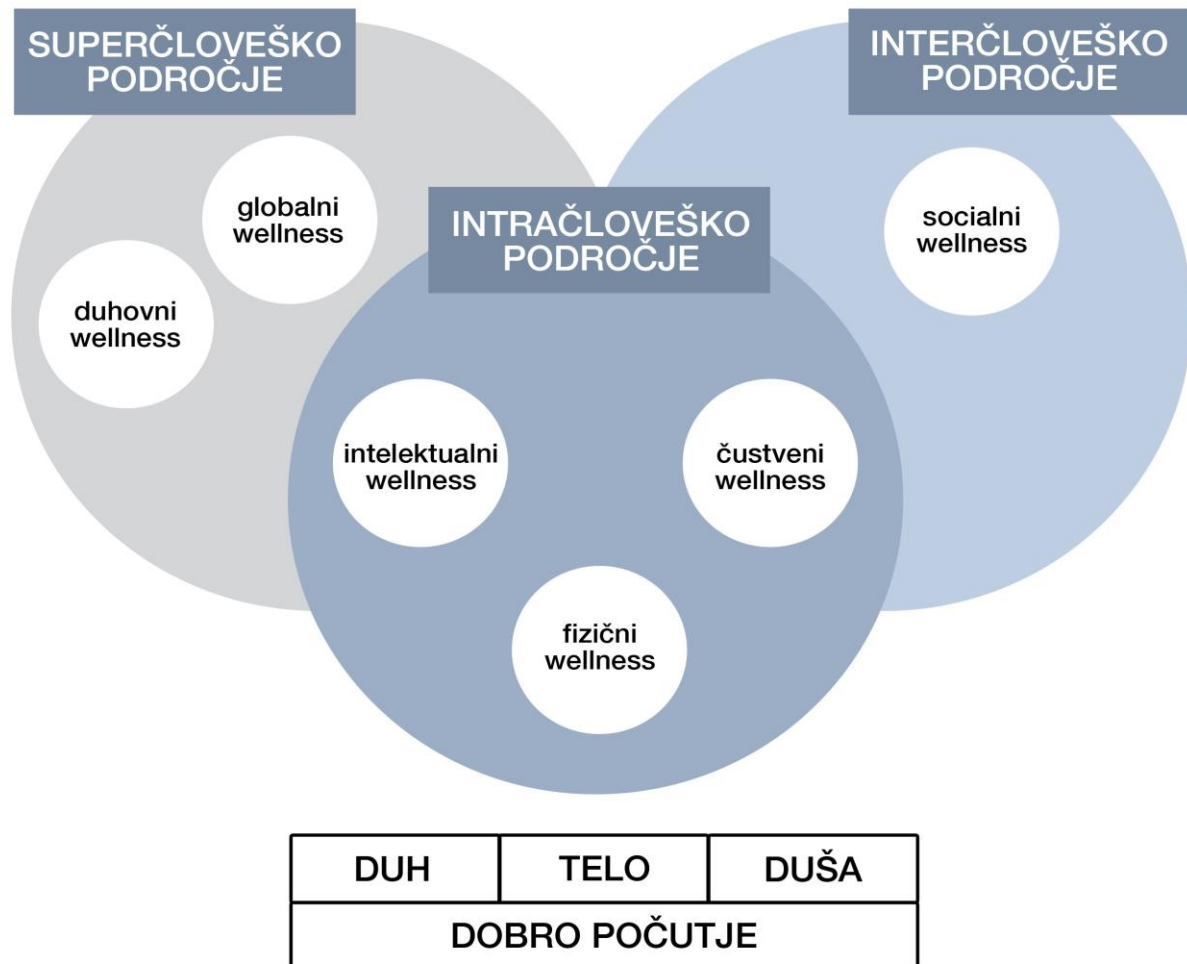 SUPERČLOVEŠKO
PODROČJE
INTERČLOVEŠKO
PODROČJE
globalni
wellness
socialni
wellness
INTRAČLOVEŠKO
PODROČJE
duhovni
wellness
intelektualni
wellness
čustveni
wellness
fizični
wellness
DUH TELO DUŠA
DOBRO POČUTJE